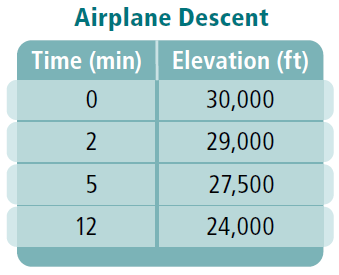 Airplane Descent
Time (min) Elevation (ft)
0 30,000
2 29,000
5 27,500
12 24,000